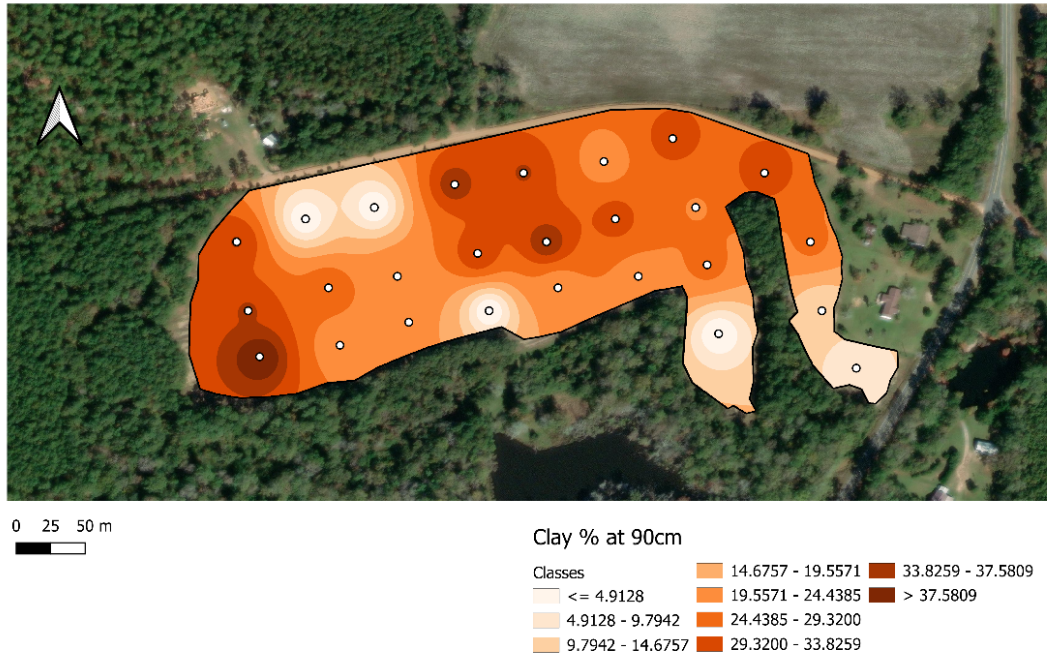 0 25 50 m
Clay % at 90cm
Classes
<= 4.9128
4.9128 - 9.7942
9.7942 - 14.6757
14.6757 - 19.5571
19.5571 - 24.4385
24.4385 - 29.3200
29.3200 - 33.8259
33.8259 - 37.5809
> 37.5809